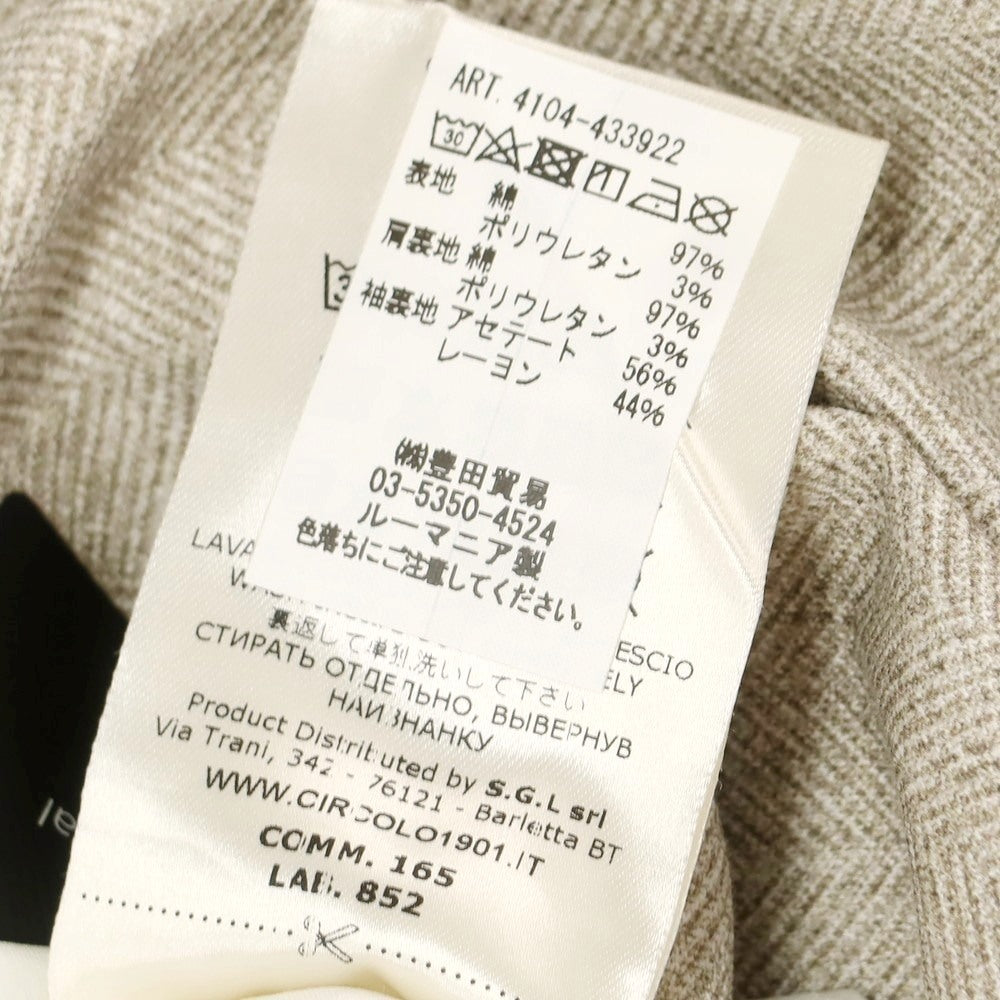 ART. 4104-433922
30
表地 綿 97%
ポリウレタン 3%
肩裏地 綿 97%
ポリウレタン 3%
袖裏地 アセテート 56%
レーヨン 44%
㈱豊田貿易
03-5350-4524
ルーマニア製
色落ちにご注意してください。
裏返して単独洗いして下さい
СТИРАТЬ ОТДЕЛЬНО, ВЫВЕРНУВ
НАИЗНАНКУ
Product Distributed by S.G.L srl
Via Trani, 342 - 76121 - Barletta BT
WWW.CIRCOLO1901.IT
COMM. 165
LAB. 852